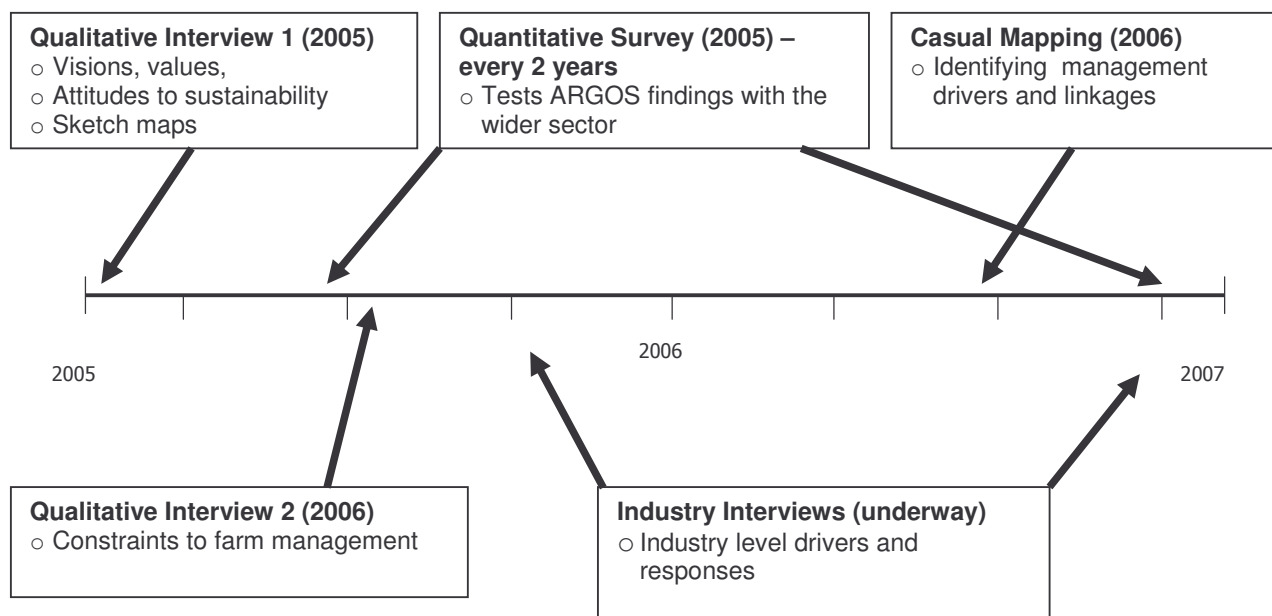 Qualitative Interview 1 (2005)
○ Visions, values,
○ Attitudes to sustainability
○ Sketch maps
Quantitative Survey (2005) –
every 2 years
○ Tests ARGOS findings with the
wider sector
Casual Mapping (2006)
○ Identifying management
drivers and linkages
2005
2006
2007
Qualitative Interview 2 (2006)
○ Constraints to farm management
Industry Interviews (underway)
○ Industry level drivers and
responses